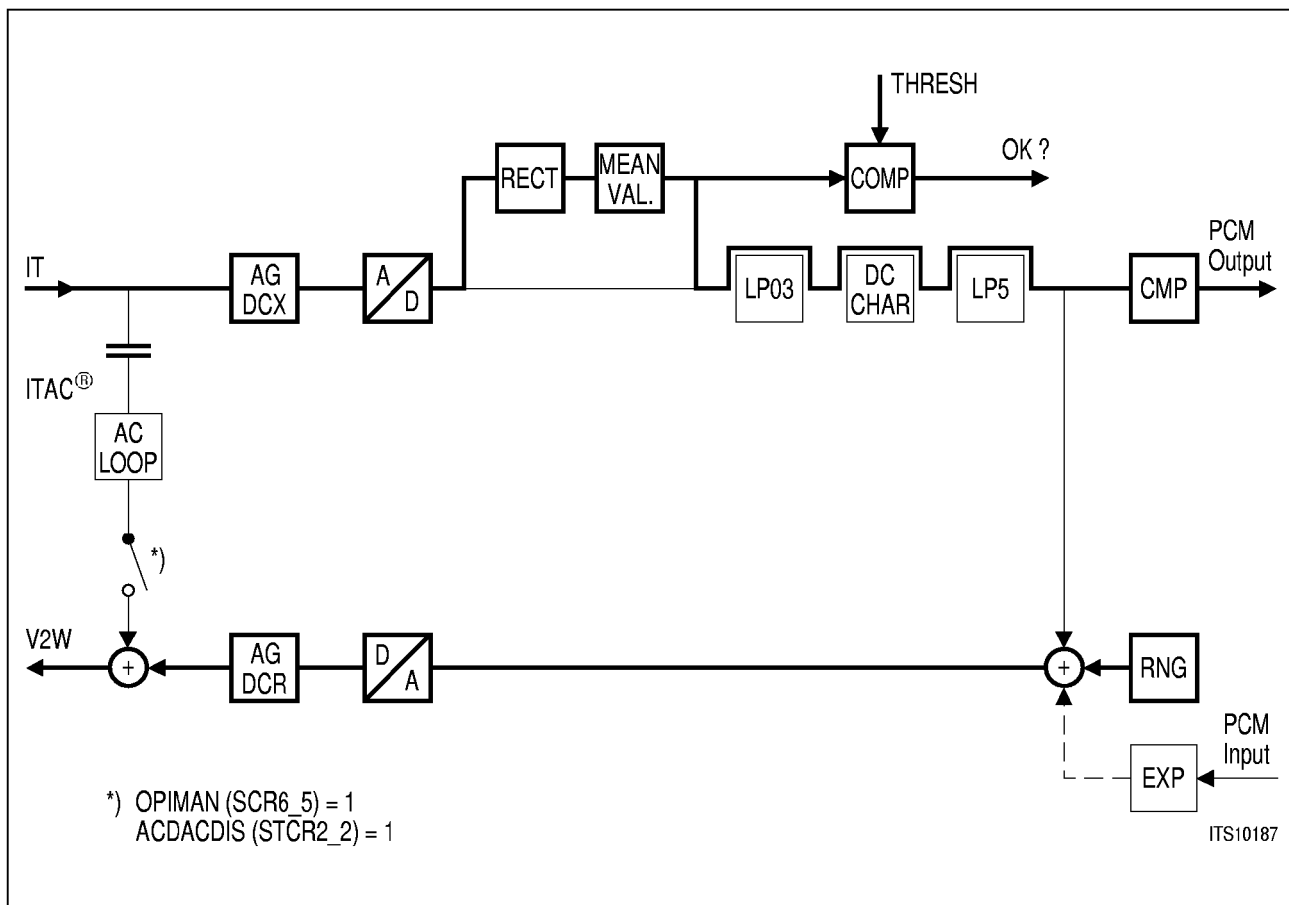 THRESH
OK ?
RECT
MEAN
VAL.
COMP
PCM
Output
IT
AG
DCX
A
D
LP03
DC
CHAR
LP5
CMP
ITAC®
AC
LOOP
*)
V2W
+
AG
DCR
D
A
+
RNG
PCM
Input
EXP
*) OPIMAN (SCR6_5) = 1
ACDACDIS (STCR2_2) = 1
ITS10187